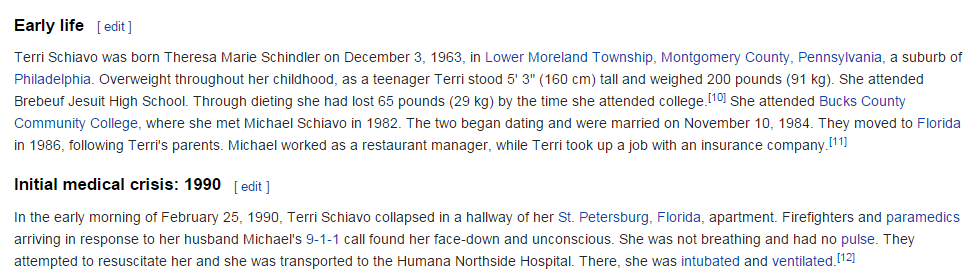 Early life [ edit ]
Terri Schiavo was born Theresa Marie Schindler on December 3, 1963, in Lower Moreland Township, Montgomery County, Pennsylvania, a suburb of
Philadelphia. Overweight throughout her childhood, as a teenager Terri stood 5' 3" (160 cm) tall and weighed 200 pounds (91 kg). She attended
Brebeuf Jesuit High School. Through dieting she had lost 65 pounds (29 kg) by the time she attended college.[10] She attended Bucks County
Community College, where she met Michael Schiavo in 1982. The two began dating and were married on November 10, 1984. They moved to Florida
in 1986, following Terri's parents. Michael worked as a restaurant manager, while Terri took up a job with an insurance company.[11]
Initial medical crisis: 1990 [ edit ]
In the early morning of February 25, 1990, Terri Schiavo collapsed in a hallway of her St. Petersburg, Florida, apartment. Firefighters and paramedics
arriving in response to her husband Michael's 9-1-1 call found her face-down and unconscious. She was not breathing and had no pulse. They
attempted to resuscitate her and she was transported to the Humana Northside Hospital. There, she was intubated and ventilated.[12]